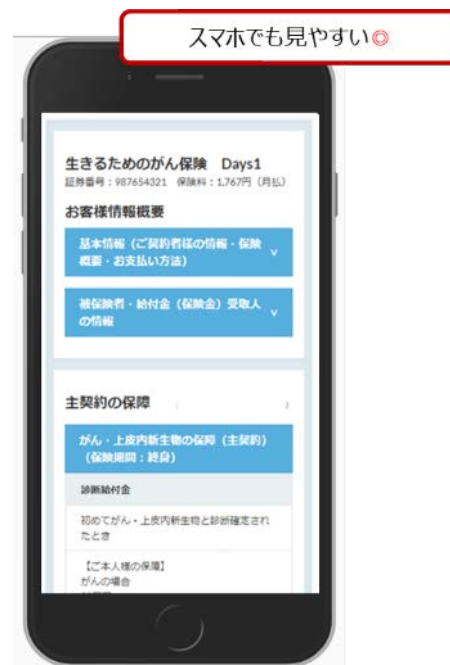 スマホでも見やすい◎
生きるためのがん保険 Days1
証券番号：987654321 保険料：1,767円（月払）
お客様情報概要
基本情報（ご契約者様の情報・保険
概要・お支払い方法）
被保険者・給付金（保険金）受取人
の情報
主契約の保障
がん・上皮内新生物の保障（主契約）
（保険期間：終身）
診断給付金
初めてがん・上皮内新生物と診断確定され
たとき
【ご本人様の保障】
がんの場合